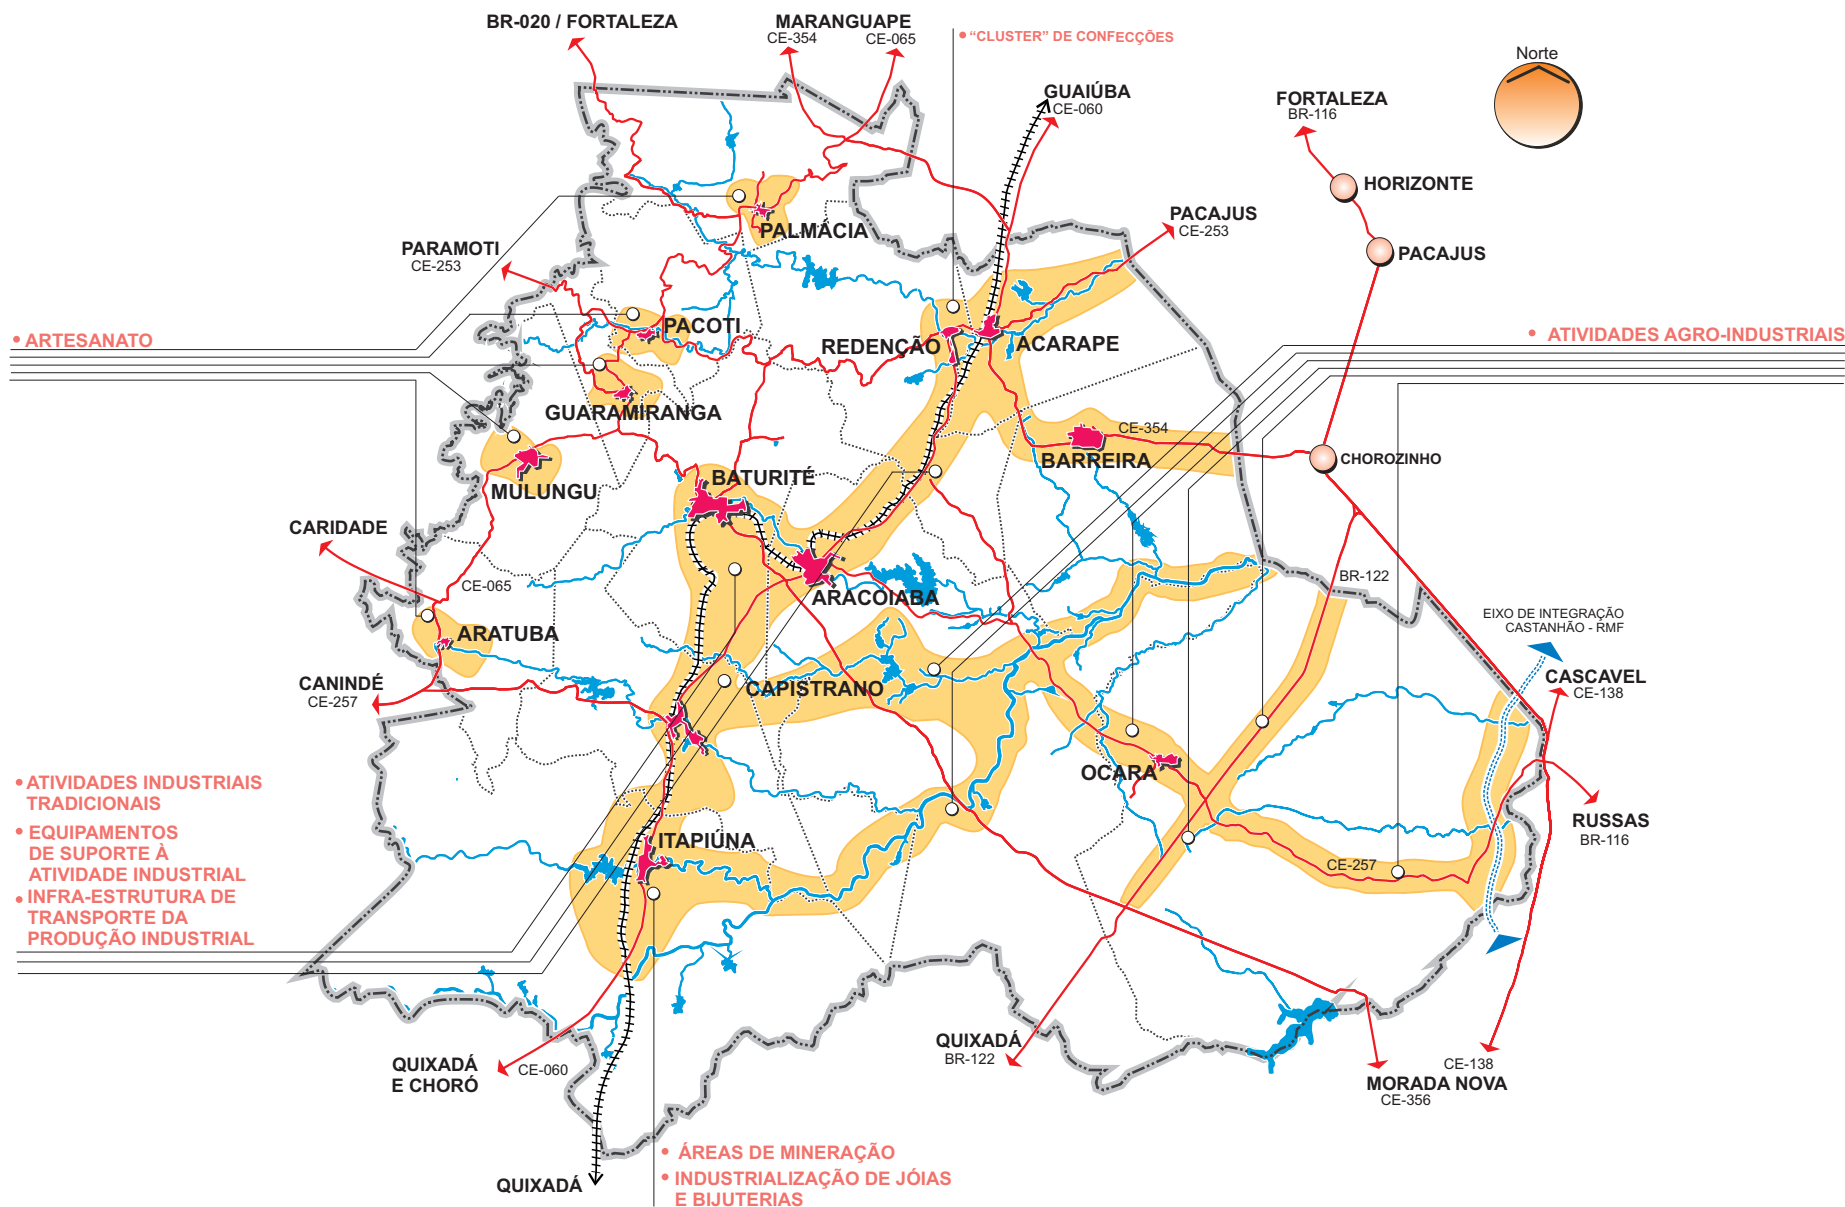 BR-020 / FORTALEZA
MARANGUAPE
CE-354
CE-065
• “CLUSTER” DE CONFECÇÕES
Norte
GUAIÚBA
CE-060
FORTALEZA
BR-116
HORIZONTE
PACAJUS
CE-253
PALMÁCIA
PARAMOTI
CE-253
PACAJUS
• ARTESANATO
PACOTI
REDENÇÃO
ACARAPE
• ATIVIDADES AGRO-INDUSTRIAIS
GUARAMIRANGA
CE-354
BARREIRA
CHOROZINHO
MULUNGU
BATURITÉ
CARIDADE
CE-065
BR-122
ARACOIABA
EIXO DE INTEGRAÇÃO
CASTANHÃO - RMF
ARATUBA
CASCAVEL
CE-138
CANINDÉ
CE-257
CAPISTRANO
OCARA
• ATIVIDADES INDUSTRIAIS
TRADICIONAIS
• EQUIPAMENTOS
DE SUPORTE À
ATIVIDADE INDUSTRIAL
• INFRA-ESTRUTURA DE
TRANSPORTE DA
PRODUÇÃO INDUSTRIAL
RUSSAS
BR-116
ITAPIÚNA
CE-257
QUIXADÁ
BR-122
QUIXADÁ
E CHORÓ
CE-060
CE-138
MORADA NOVA
CE-356
• ÁREAS DE MINERAÇÃO
• INDUSTRIALIZAÇÃO DE JÓIAS
E BIJUTERIAS
QUIXADÁ